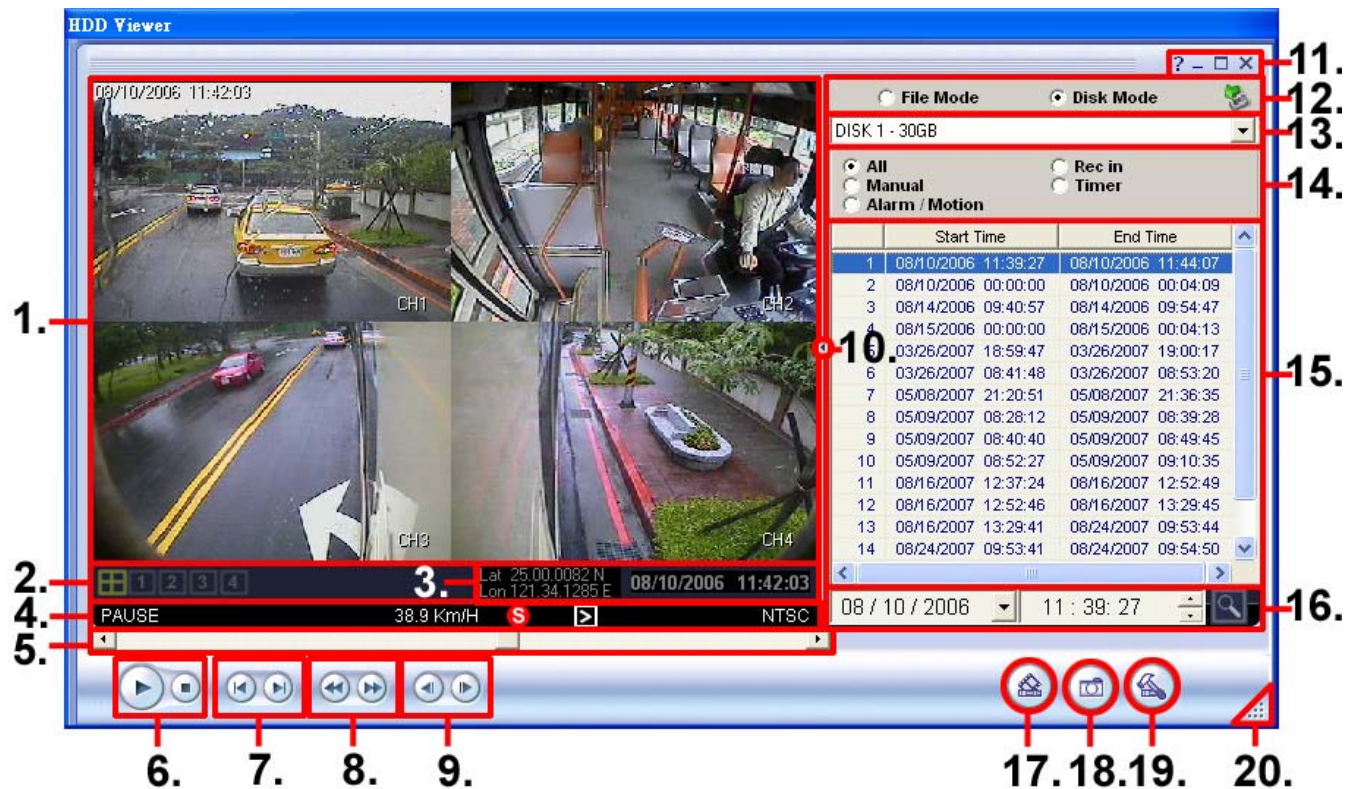 HDD Viewer
11.
08/10/2006 11:42:03
File Mode Disk Mode
12.
DISK 1 - 30GB
13.
All Rec in
Manual Timer
Alarm / Motion
14.
Start Time End Time
1 08/10/2006 11:39:27 08/10/2006 11:44:07
2 08/10/2006 00:00:00 08/10/2006 00:04:09
3 08/14/2006 09:40:57 08/14/2006 09:54:47
4 08/15/2006 00:00:00 08/15/2006 00:04:13
5 03/26/2007 18:59:47 03/26/2007 19:00:17
6 03/26/2007 08:41:48 03/26/2007 08:53:20
7 05/08/2007 21:20:51 05/08/2007 21:36:35
8 05/09/2007 08:28:12 05/09/2007 08:39:28
9 05/09/2007 08:40:40 05/09/2007 08:49:45
10 05/09/2007 08:52:27 05/09/2007 09:10:35
11 08/16/2007 12:37:24 08/16/2007 12:52:49
12 08/16/2007 12:52:46 08/16/2007 13:29:45
13 08/16/2007 13:29:41 08/24/2007 09:53:44
14 08/24/2007 09:53:41 08/24/2007 09:54:50
CH1
CH2
1.
10.
15.
CH3
CH4
2.
1 2 3 4
3.
Lat 25.00.0082 N
Lon 121.34.1285 E
08/10/2006 11:42:03
4.
PAUSE 38.9 Km/H S > NTSC
08 / 10 / 2006 11 : 39: 27
16.
5.
6. 7. 8. 9. 17. 18. 19. 20.